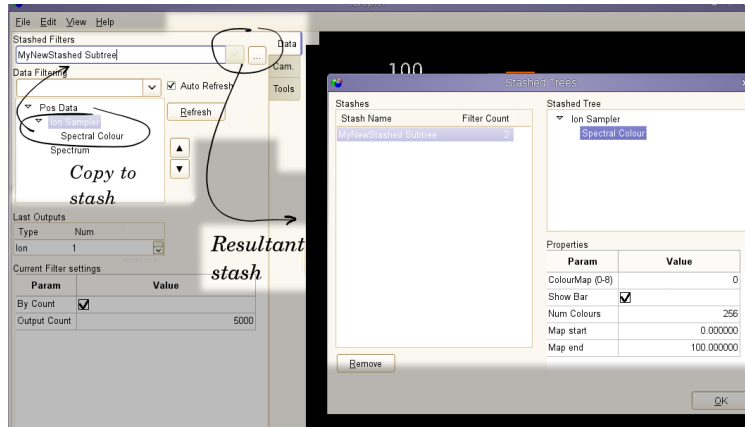 File Edit View Help
Stashed Filters
MyNewStashed Subtree
...
Data
Cam.
Tools
Data Filtering
Auto Refresh
Refresh
Pos Data
Ion Sampler
Spectral Colour
Spectrum
Copy to
stash
Last Outputs
Type Num
Ion 1
Resultant
stash
Current Filter settings
Param Value
By Count
Output Count 5000
100
Stashed Trees
Stashes
Stash Name Filter Count
MyNewStashed Subtree 2
Remove
Stashed Tree
Ion Sampler
Spectral Colour
Properties
Param Value
ColourMap (0-8) 0
Show Bar
Num Colours 256
Map start 0.000000
Map end 100.000000
OK